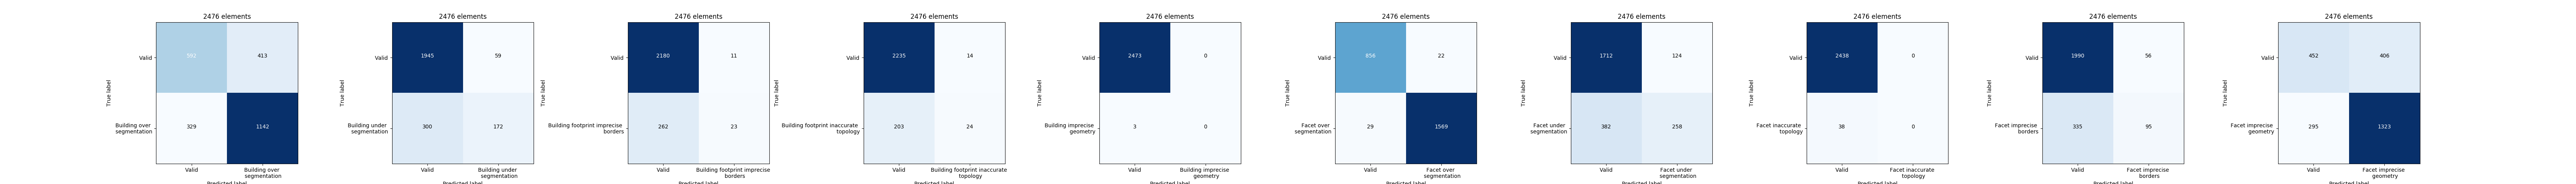 2476 elements
True label
Valid
Building over
segmentation
592
413
329
1142
Valid
Building over
segmentation
Predicted label
2476 elements
True label
Valid
Building under
segmentation
1945
59
300
172
Valid
Building under
segmentation
Predicted label
2476 elements
True label
Valid
Building footprint imprecise
borders
2180
11
262
23
Valid
Building footprint imprecise
borders
Predicted label
2476 elements
True label
Valid
Building footprint inaccurate
topology
2235
14
203
24
Valid
Building footprint inaccurate
topology
Predicted label
2476 elements
True label
Valid
Building imprecise
geometry
2473
0
3
0
Valid
Building imprecise
geometry
Predicted label
2476 elements
True label
Valid
Facet over
segmentation
856
22
29
1569
Valid
Facet over
segmentation
Predicted label
2476 elements
True label
Valid
Facet under
segmentation
1712
124
382
258
Valid
Facet under
segmentation
Predicted label
2476 elements
True label
Valid
Facet inaccurate
topology
2438
0
38
0
Valid
Facet inaccurate
topology
Predicted label
2476 elements
True label
Valid
Facet imprecise
borders
1990
56
335
95
Valid
Facet imprecise
borders
Predicted label
2476 elements
True label
Valid
Facet imprecise
geometry
452
406
295
1323
Valid
Facet imprecise
geometry
Predicted label